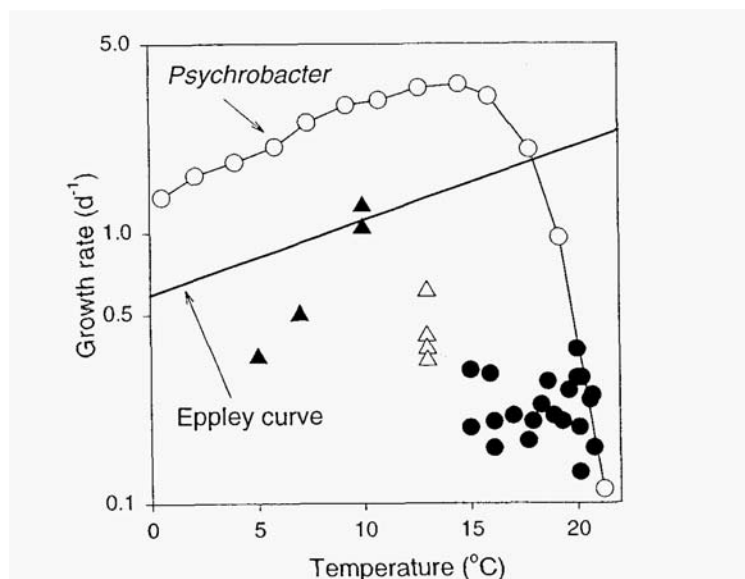 5.0
Psychrobacter
1.0
0.5
Eppley curve
0.1
0
5
10
15
20
Growth rate (d⁻¹)
Temperature (°C)